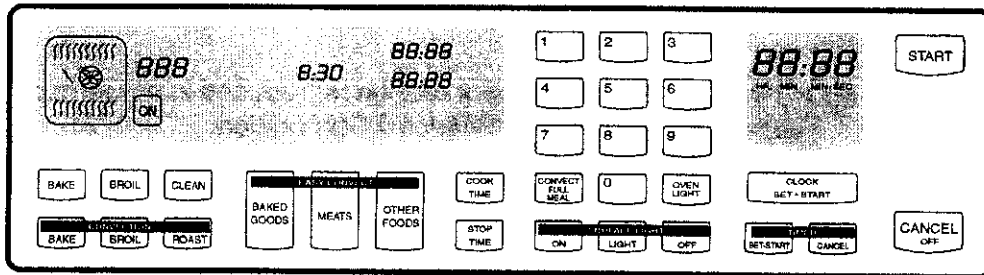 888
8:30
88:88
88:88
ON
1 2 3
4 5 6
7 8 9
0
88:88
HR MIN MIN SEC
START
BAKE
BROIL
CLEAN
BAKE
BROIL
ROAST
EASY CONVECT
BAKED
GOODS
MEATS
OTHER
FOODS
COOK
TIME
STOP
TIME
CONVECT
FULL
MEAL
OVEN
LIGHT
ON
LIGHT
OFF
CLOCK
SET • START
SET•START
CANCEL
CANCEL
OFF